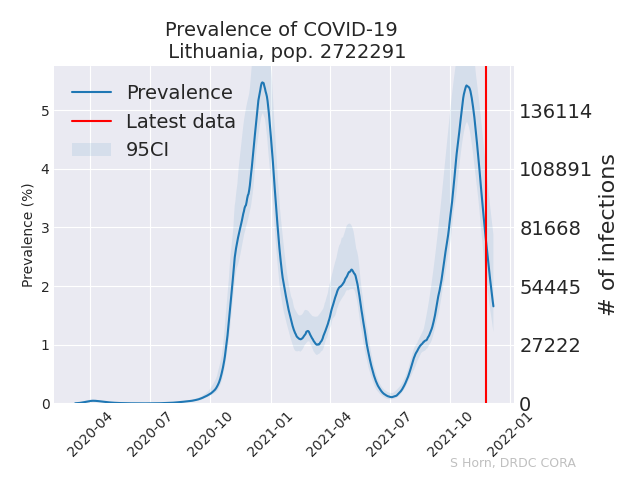 Prevalence of COVID-19
Lithuania, pop. 2722291
Prevalence
Latest data
95CI
Prevalence (%)
5
4
3
2
1
0
136114
108891
81668
54445
27222
0
# of infections
2020-04
2020-07
2020-10
2021-01
2021-04
2021-07
2021-10
2022-01
S Horn, DRDC CORA